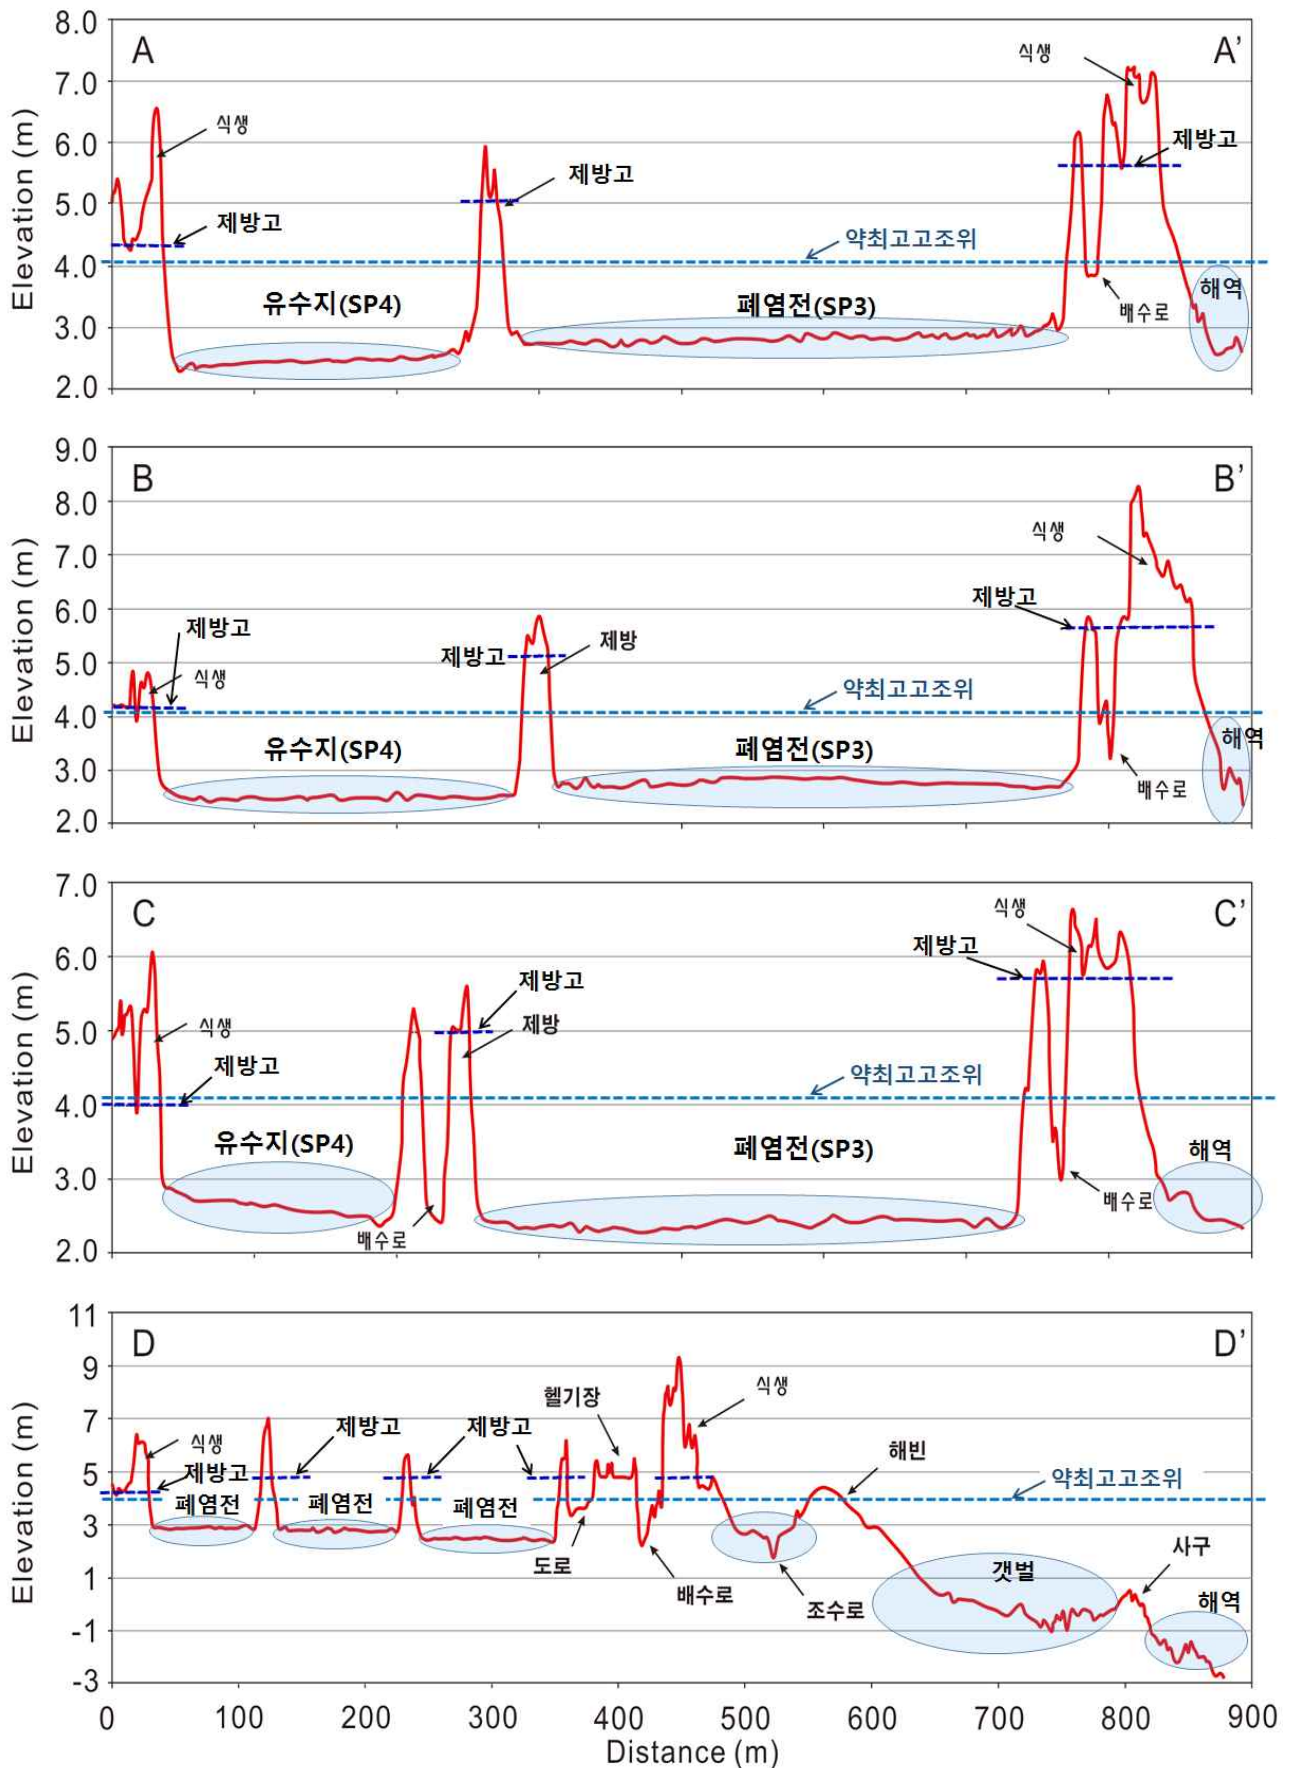 8.0
A
A'
식생
7.0
식생
6.0
제방고
제방고
5.0
제방고
약최고고조위
4.0
유수지(SP4)
폐염전(SP3)
해역
배수로
3.0
2.0
Elevation (m)
9.0
B
B'
8.0
식생
7.0
제방고
6.0
제방고
제방고
제방
5.0
식생
약최고고조위
4.0
유수지(SP4)
폐염전(SP3)
해역
3.0
배수로
2.0
Elevation (m)
7.0
C
C'
식생
제방고
6.0
제방고
제방
5.0
식생
제방고
약최고고조위
4.0
유수지(SP4)
폐염전(SP3)
해역
3.0
배수로
배수로
2.0
Elevation (m)
11
D
D'
9
식생
헬기장
7
제방고
제방고
식생
해빈
제방고
약최고고조위
5
폐염전
폐염전
폐염전
3
도로
사구
갯벌
배수로
조수로
해역
1
-1
-3
Elevation (m)
0 100 200 300 400 500 600 700 800 900
Distance (m)